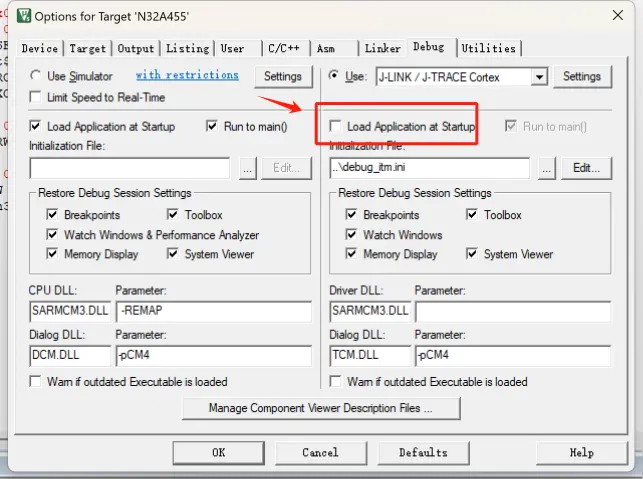 Options for Target 'N32A455'
Device Target Output Listing User C/C++ Asm Linker Debug Utilities
Use Simulator with restrictions Settings Use: J-LINK / J-TRACE Cortex Settings
Limit Speed to Real-Time
Load Application at Startup Run to main() Load Application at Startup Run to main()
Initialization File: Initialization File:
... Edit... ..\debug_itm.ini ... Edit...
Restore Debug Session Settings Restore Debug Session Settings
Breakpoints Toolbox Breakpoints Toolbox
Watch Windows & Performance Analyzer Watch Windows
Memory Display System Viewer Memory Display System Viewer
CPU DLL: Parameter: Driver DLL: Parameter:
SARMCM3.DLL -REMAP SARMCM3.DLL
Dialog DLL: Parameter: Dialog DLL: Parameter:
DCM.DLL -pCM4 TCM.DLL -pCM4
Warn if outdated Executable is loaded Warn if outdated Executable is loaded
Manage Component Viewer Description Files ...
OK Cancel Defaults Help